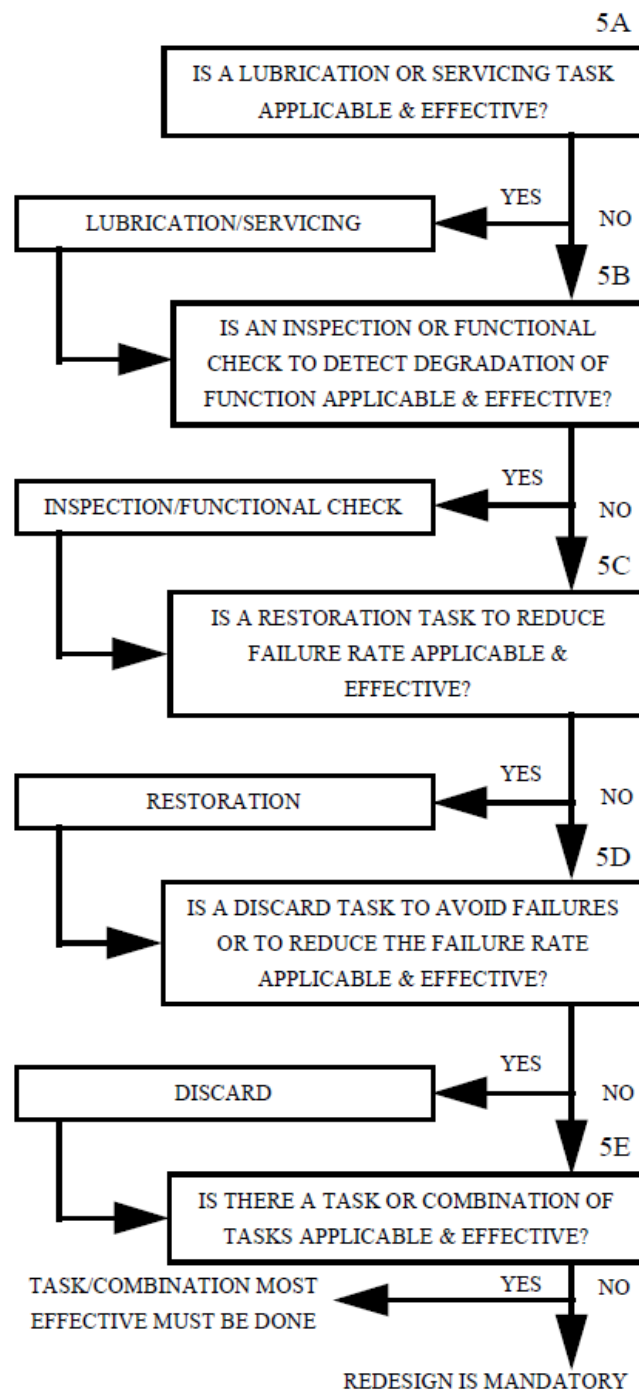 5A
IS A LUBRICATION OR SERVICING TASK
APPLICABLE & EFFECTIVE?
YES
NO
LUBRICATION/SERVICING
5B
IS AN INSPECTION OR FUNCTIONAL
CHECK TO DETECT DEGRADATION OF
FUNCTION APPLICABLE & EFFECTIVE?
YES
NO
INSPECTION/FUNCTIONAL CHECK
5C
IS A RESTORATION TASK TO REDUCE
FAILURE RATE APPLICABLE &
EFFECTIVE?
YES
NO
RESTORATION
5D
IS A DISCARD TASK TO AVOID FAILURES
OR TO REDUCE THE FAILURE RATE
APPLICABLE & EFFECTIVE?
YES
NO
DISCARD
5E
IS THERE A TASK OR COMBINATION OF
TASKS APPLICABLE & EFFECTIVE?
YES
NO
TASK/COMBINATION MOST
EFFECTIVE MUST BE DONE
REDESIGN IS MANDATORY